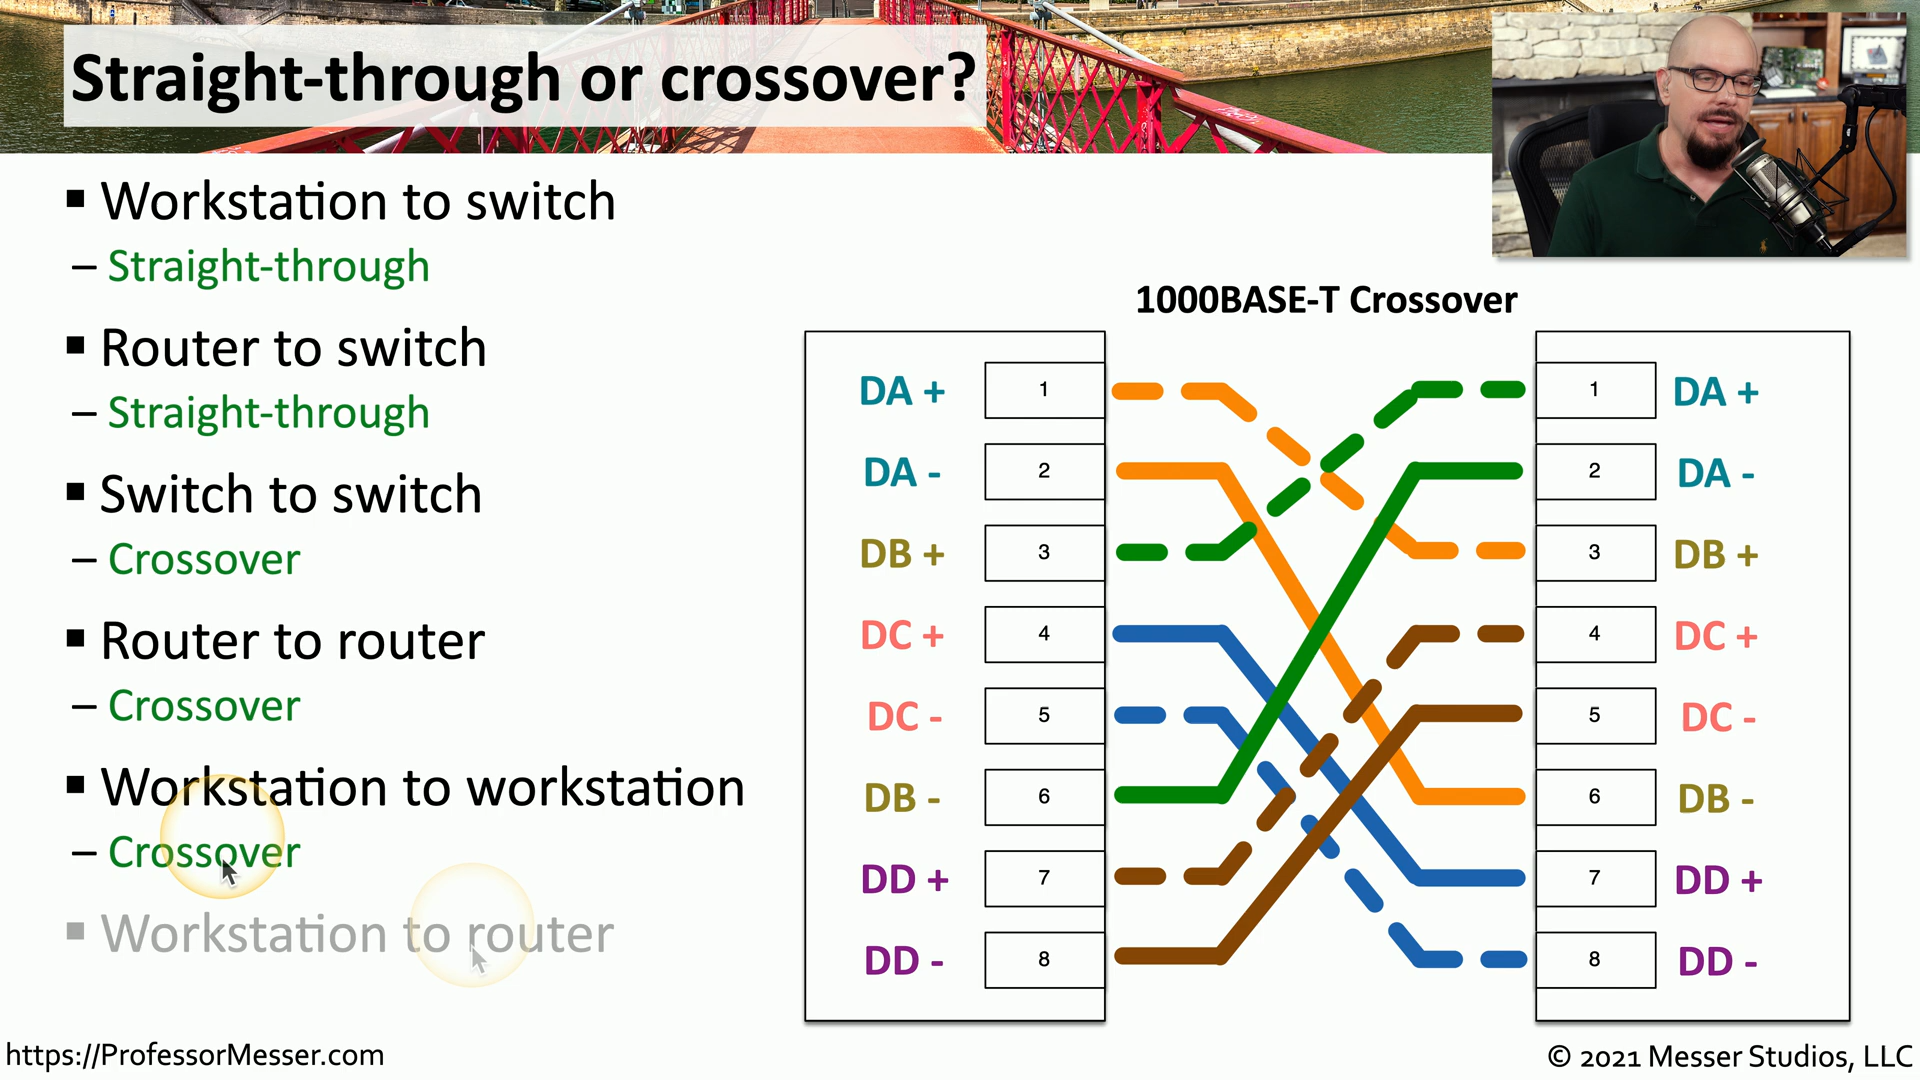 Straight-through or crossover?
Workstation to switch
– Straight-through
Router to switch
– Straight-through
Switch to switch
– Crossover
Router to router
– Crossover
Workstation to workstation
– Crossover
Workstation to router
1000BASE-T Crossover
DA + 1 1 DA +
DA - 2 2 DA -
DB + 3 3 DB +
DC + 4 4 DC +
DC - 5 5 DC -
DB - 6 6 DB -
DD + 7 7 DD +
DD - 8 8 DD -
https://ProfessorMesser.com
© 2021 Messer Studios, LLC